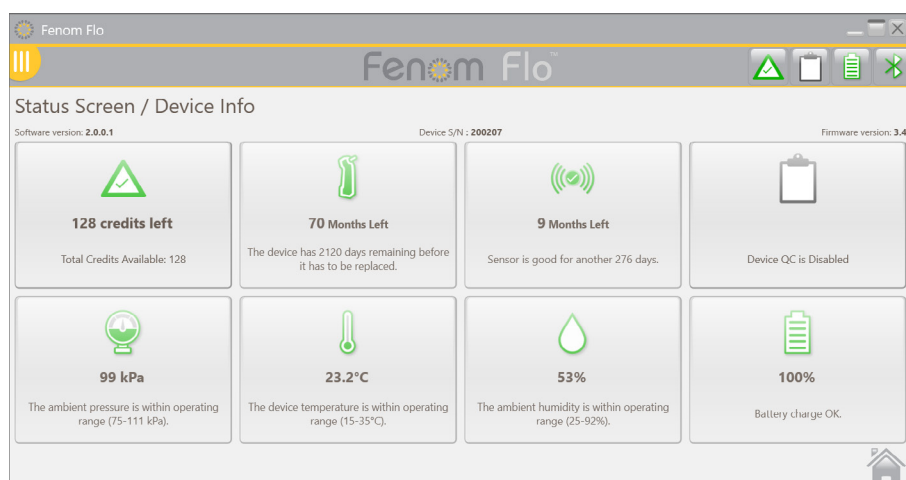 Fenom Flo
Fenom Flo™
Status Screen / Device Info
Software version: 2.0.0.1
Device S/N : 200207
Firmware version: 3.4
128 credits left
Total Credits Available: 128
70 Months Left
The device has 2120 days remaining before
it has to be replaced.
9 Months Left
Sensor is good for another 276 days.
Device QC is Disabled
99 kPa
The ambient pressure is within operating
range (75-111 kPa).
23.2°C
The device temperature is within operating
range (15-35°C).
53%
The ambient humidity is within operating
range (25-92%).
100%
Battery charge OK.